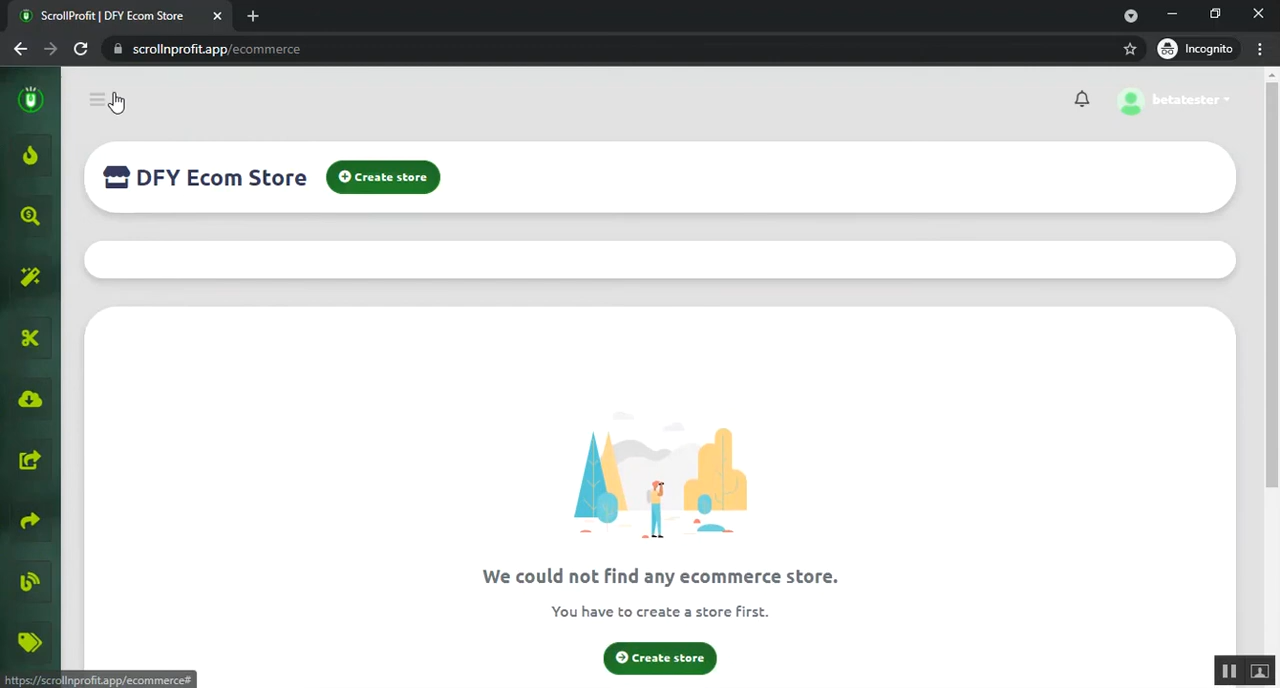 ScrollProfit | DFY Ecom Store
scrollnprofit.app/ecommerce
Incognito
betatester
DFY Ecom Store
Create store
We could not find any ecommerce store.
You have to create a store first.
Create store
https://scrollnprofit.app/ecommerce#